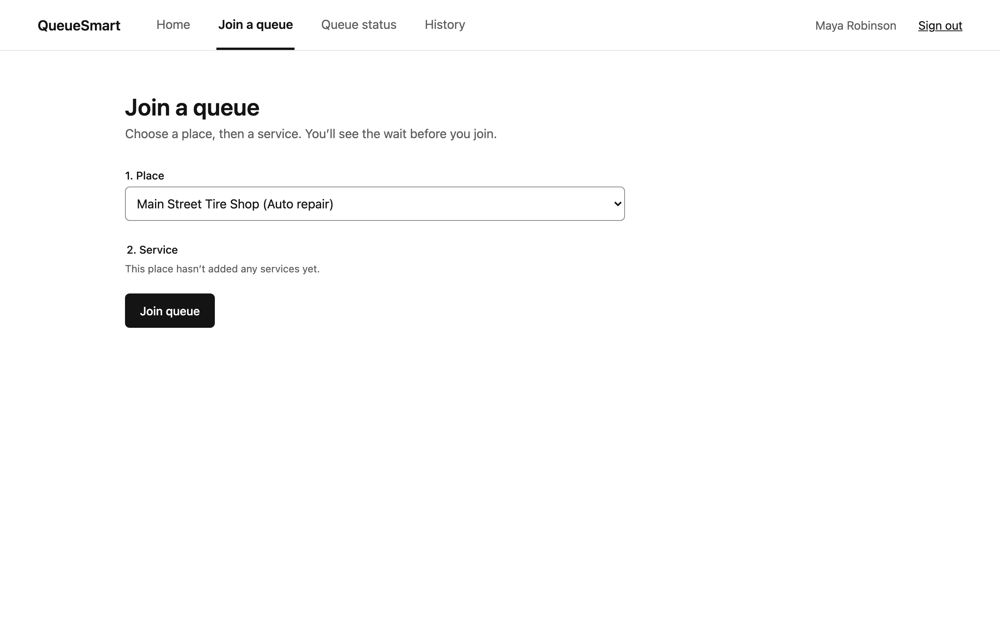 QueueSmart Home Join a queue Queue status History Maya Robinson Sign out
Join a queue
Choose a place, then a service. You’ll see the wait before you join.
1. Place
Main Street Tire Shop (Auto repair)
2. Service
This place hasn’t added any services yet.
Join queue